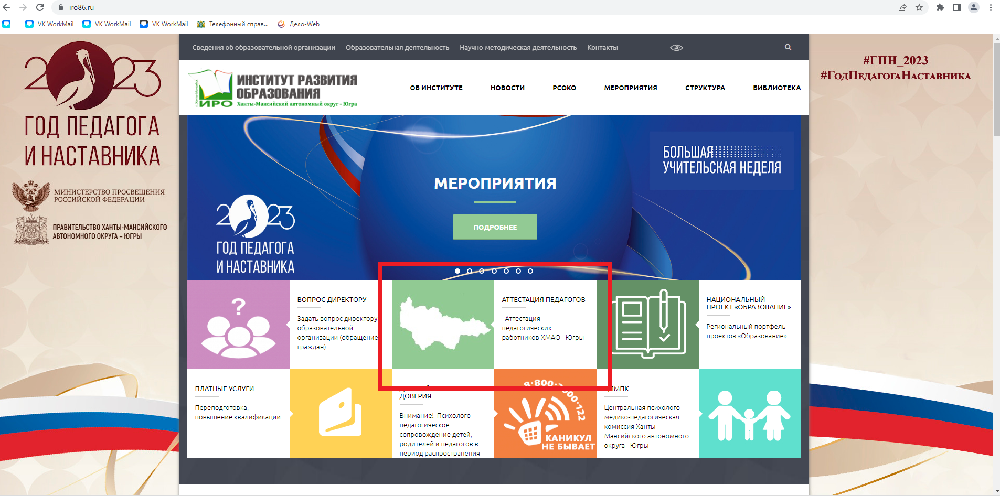 iro86.ru
VK WorkMail
VK WorkMail
VK WorkMail
Телефонный справ...
Дело-Web
2023
ГОД ПЕДАГОГА
И НАСТАВНИКА
МИНИСТЕРСТВО ПРОСВЕЩЕНИЯ
РОССИЙСКОЙ ФЕДЕРАЦИИ
ПРАВИТЕЛЬСТВО ХАНТЫ-МАНСИЙСКОГО
АВТОНОМНОГО ОКРУГА – ЮГРЫ
Сведения об образовательной организации
Образовательная деятельность
Научно-методическая деятельность
Контакты
#ГПН_2023
#ГодПедагогаНаставника
ИРО
ИНСТИТУТ РАЗВИТИЯ
ОБРАЗОВАНИЯ
Ханты-Мансийский автономный округ - Югра
ОБ ИНСТИТУТЕ
НОВОСТИ
РСОКО
МЕРОПРИЯТИЯ
СТРУКТУРА
БИБЛИОТЕКА
БОЛЬШАЯ
УЧИТЕЛЬСКАЯ НЕДЕЛЯ
МЕРОПРИЯТИЯ
ПОДРОБНЕЕ
2023
ГОД ПЕДАГОГА
И НАСТАВНИКА
?
ВОПРОС ДИРЕКТОРУ
Задать вопрос директору
образовательной
организации (обращение
граждан)
АТТЕСТАЦИЯ ПЕДАГОГОВ
Аттестация
педагогических
работников ХМАО - Югры
НАЦИОНАЛЬНЫЙ
ПРОЕКТ «ОБРАЗОВАНИЕ»
Региональный портфель
проектов «Образование»
ПЛАТНЫЕ УСЛУГИ
Переподготовка,
повышение квалификации
ДОВЕРИЯ
Внимание! Психолого-
педагогическое
сопровождение детей,
родителей и педагогов в
период распространения
8-800-2000-122
КАНИКУЛ
НЕ БЫВАЕТ
ЦПМПК
Центральная психолого-
медико-педагогическая
комиссия Ханты-
Мансийского автономного
округа - Югры